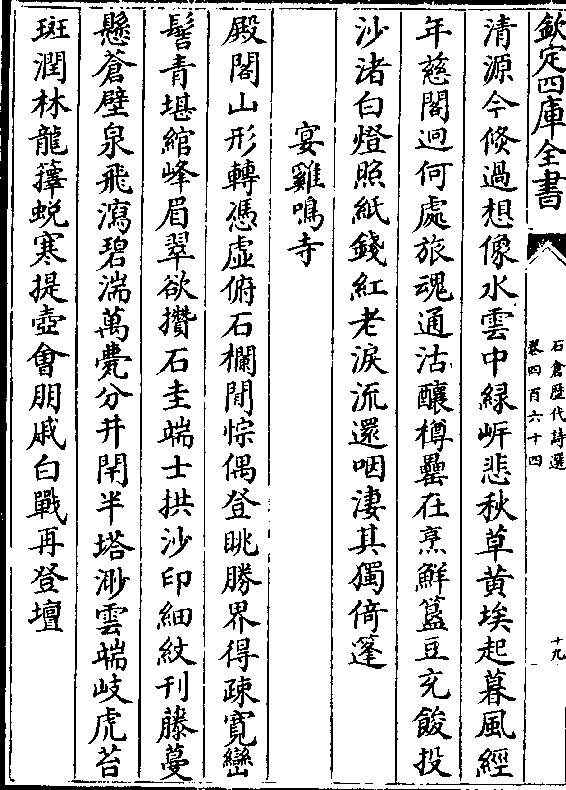 欽定四庫全書
石倉歴代詩選
卷四百六十四
十九
清源今倐過想像水雲中緑㟁悲秋草黄埃起暮風經
年慈閣迥何處旅魂通沽釀樽罍在烹鮮簋豆充餕投
沙渚白燈照紙錢紅老淚流還咽淒其獨倚篷
宴雞鳴寺
殿閣山形轉憑虚俯石欄閒悰偶登眺勝界得疎寛巒
髻青堪綰峰眉翠欲攢石圭端士拱沙印細紋刊藤蔓
懸蒼壁泉飛瀉碧湍萬甍分井閈半塔渺雲端岐虎苔
斑潤林龍籜蜕寒提壺會朋戚白戰再登壇